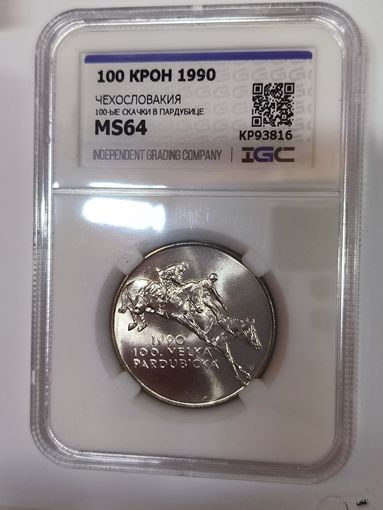 100 КРОН 1990
ЧЕХОСЛОВАКИЯ
100-ЫЕ СКАЧКИ В ПАРДУБИЦЕ
MS64
KP93816
INDEPENDENT GRADING COMPANY | IGC
1990
100. VELKÁ
PARDUBICKÁ